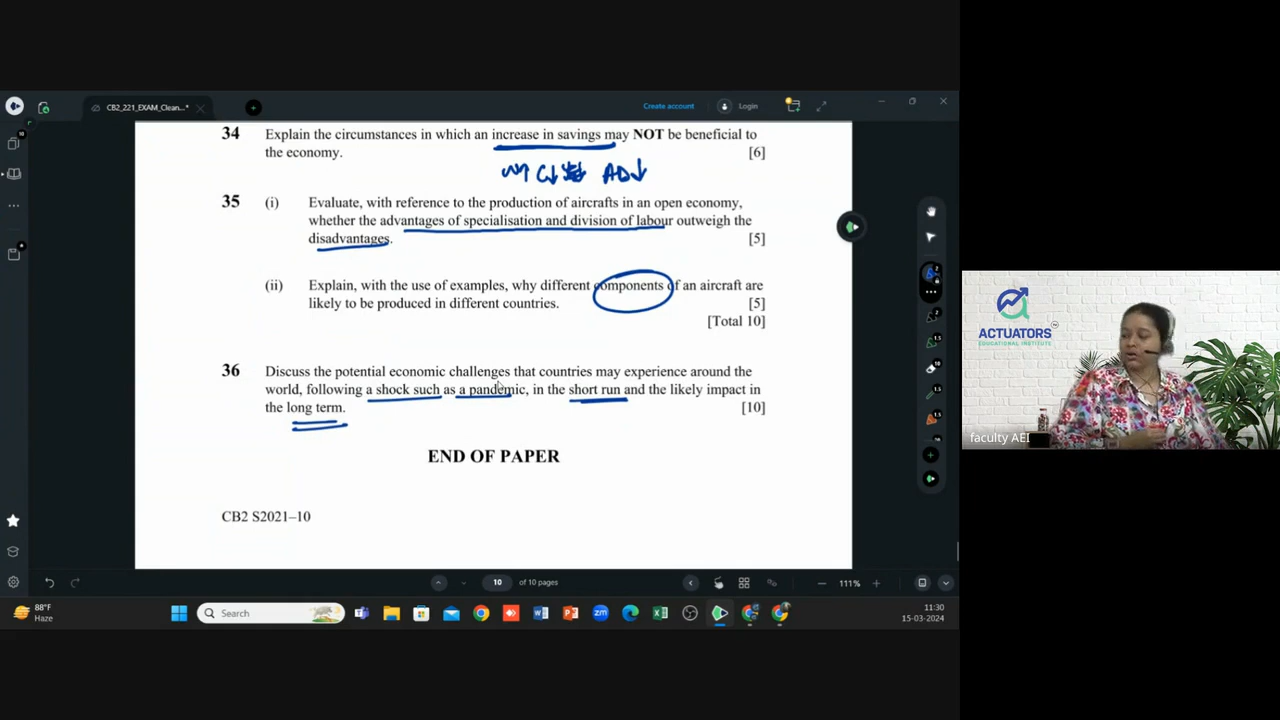 CB2_221_EXAM_Clean...*
Create account
Login
34 Explain the circumstances in which an increase in savings may NOT be beneficial to
the economy. [6]
C↓ AD↓
35 (i) Evaluate, with reference to the production of aircrafts in an open economy,
whether the advantages of specialisation and division of labour outweigh the
disadvantages. [5]
(ii) Explain, with the use of examples, why different components of an aircraft are
likely to be produced in different countries. [5]
[Total 10]
36 Discuss the potential economic challenges that countries may experience around the
world, following a shock such as a pandemic, in the short run and the likely impact in
the long term. [10]
END OF PAPER
CB2 S2021–10
10 of 10 pages
111%
88°F
Haze
Search
11:30
15-03-2024
ACTUATORS
EDUCATIONAL INSTITUTE
faculty AEI